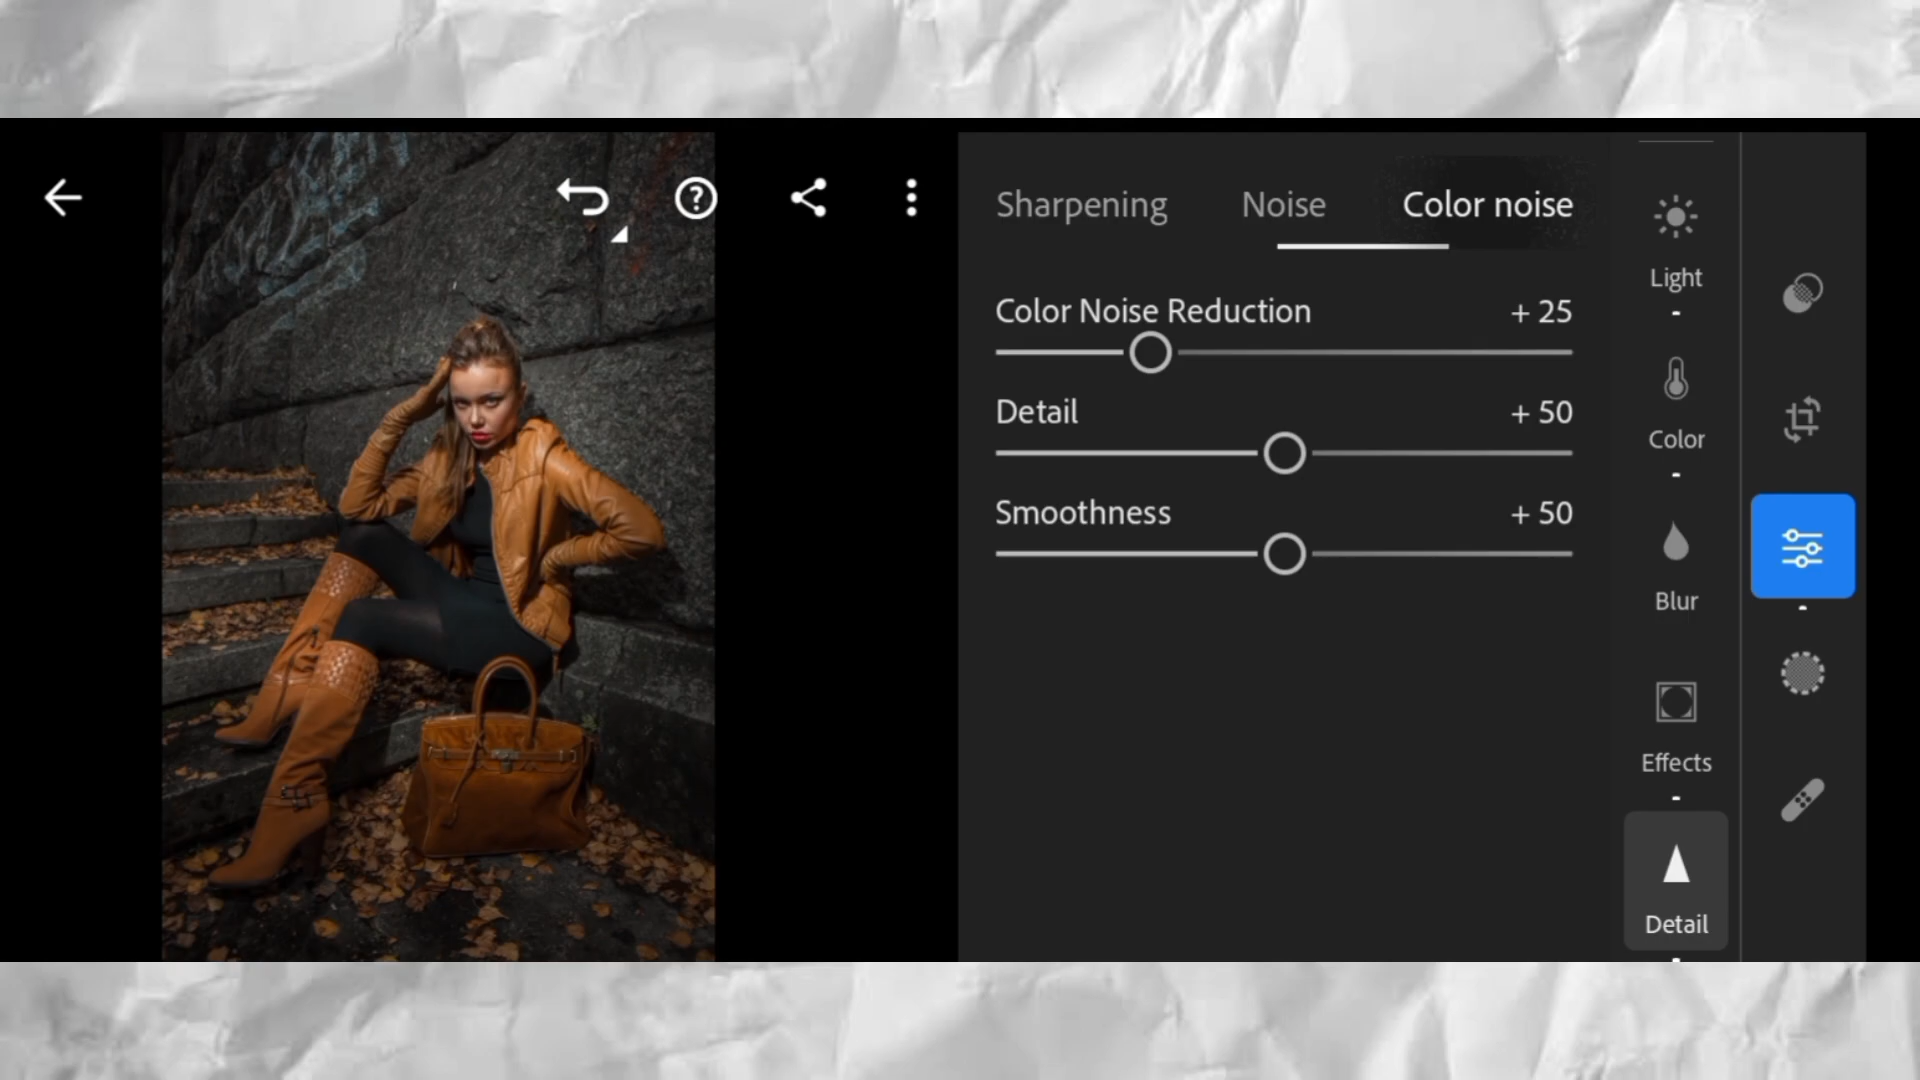 Sharpening Noise Color noise
Color Noise Reduction + 25
Detail + 50
Smoothness + 50
Light
Color
Blur
Effects
Detail